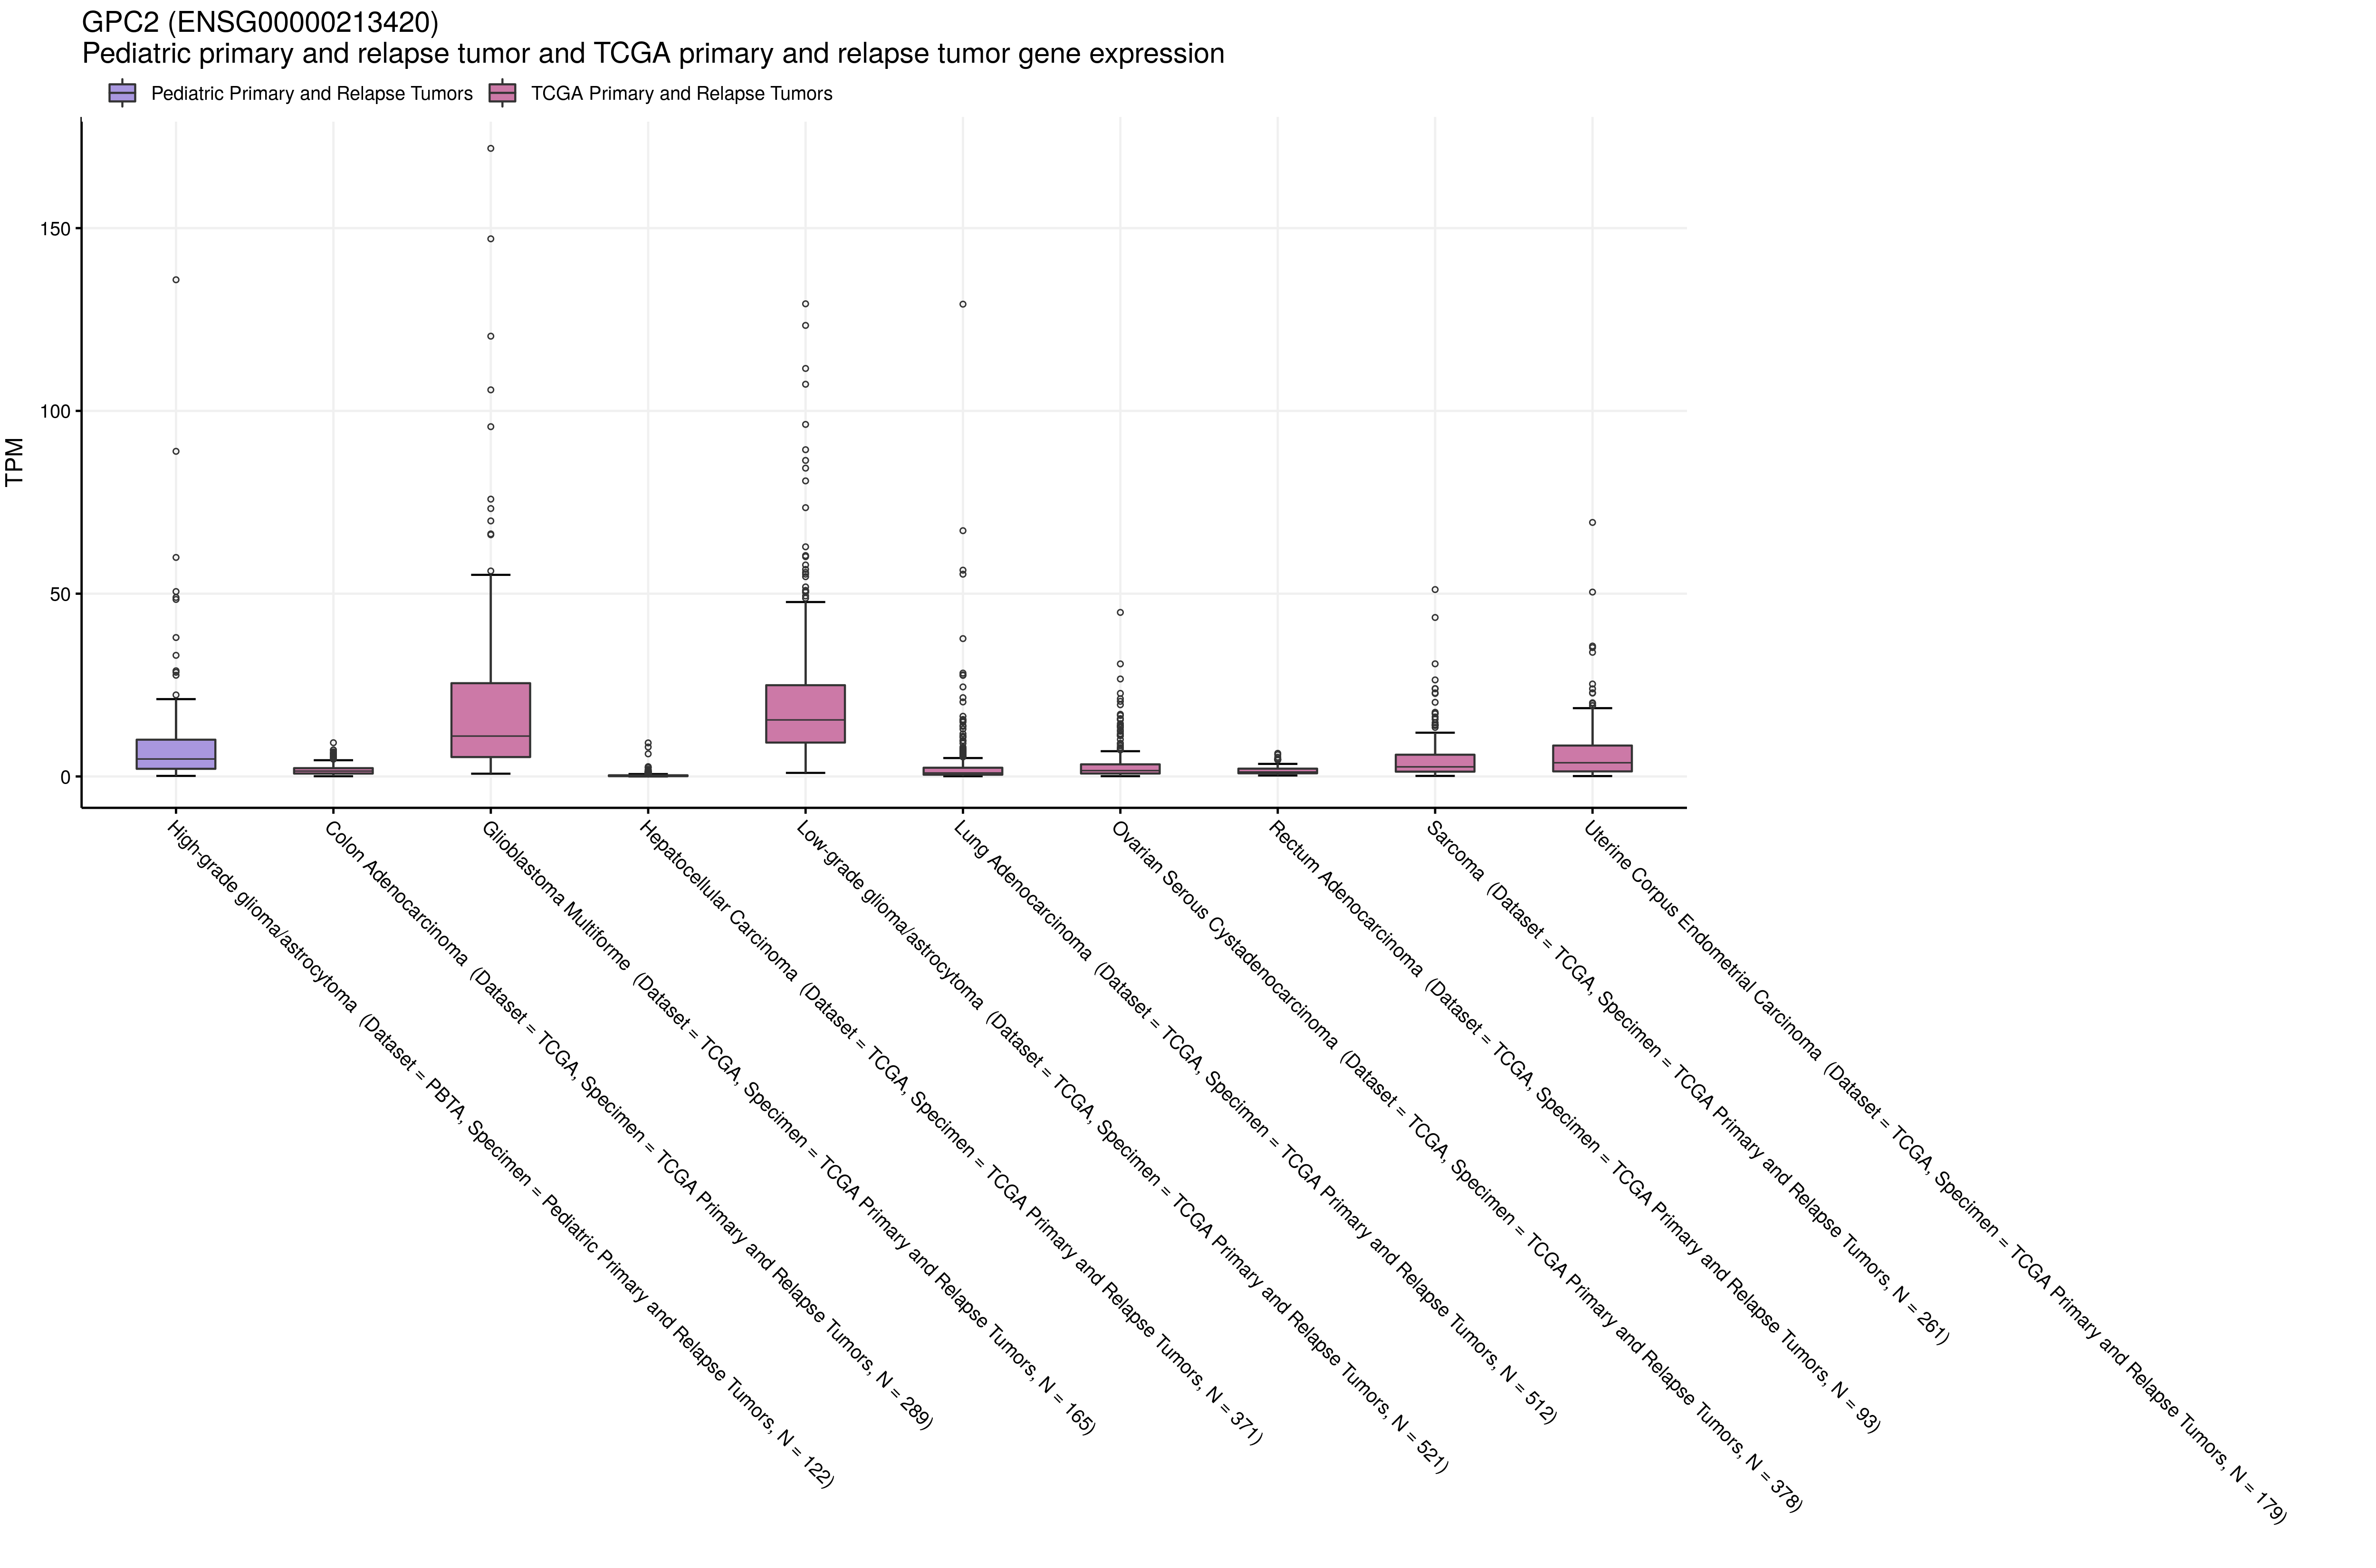 GPC2 (ENSG00000213420)
Pediatric primary and relapse tumor and TCGA primary and relapse tumor gene expression
Pediatric Primary and Relapse Tumors
TCGA Primary and Relapse Tumors
TPM
150
100
50
0
High-grade glioma/astrocytoma (Dataset = PBTA, Specimen = Pediatric Primary and Relapse Tumors, N = 122)
Colon Adenocarcinoma (Dataset = TCGA, Specimen = TCGA Primary and Relapse Tumors, N = 289)
Glioblastoma Multiforme (Dataset = TCGA, Specimen = TCGA Primary and Relapse Tumors, N = 165)
Hepatocellular Carcinoma (Dataset = TCGA, Specimen = TCGA Primary and Relapse Tumors, N = 371)
Low-grade glioma/astrocytoma (Dataset = TCGA, Specimen = TCGA Primary and Relapse Tumors, N = 521)
Lung Adenocarcinoma (Dataset = TCGA, Specimen = TCGA Primary and Relapse Tumors, N = 512)
Ovarian Serous Cystadenocarcinoma (Dataset = TCGA, Specimen = TCGA Primary and Relapse Tumors, N = 378)
Rectum Adenocarcinoma (Dataset = TCGA, Specimen = TCGA Primary and Relapse Tumors, N = 93)
Sarcoma (Dataset = TCGA, Specimen = TCGA Primary and Relapse Tumors, N = 261)
Uterine Corpus Endometrial Carcinoma (Dataset = TCGA, Specimen = TCGA Primary and Relapse Tumors, N = 179)